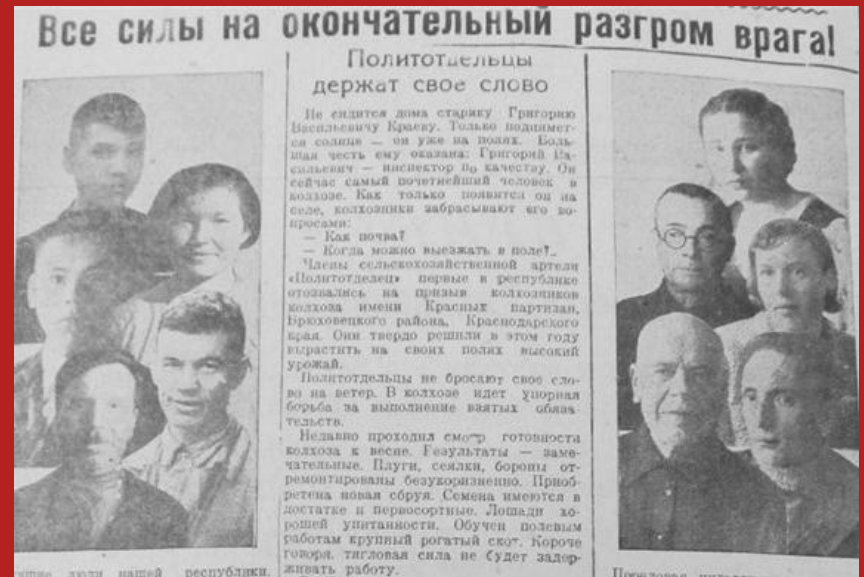 Все силы на окончательный разгром врага!
Политотдельцы
держат свое слово
Не сидится дома старику Григорию
Васильевичу Краеву. Только поднимет-
ся солнце — он уже на полях. Боль-
шая честь ему оказана: Григорий Ва-
сильевич — инспектор по качеству. Он
сейчас самый почетнейший человек в
колхозе. Как только появится он на
селе, колхозники забрасывают его во-
просами:
— Как почва?
— Когда можно выезжать в поле?..
Члены сельскохозяйственной артели
«Политотделец» первые в республике
отозвались на призыв колхозников
колхоза имени Красных партизан,
Брюховецкого района, Краснодарского
края. Они твердо решили в этом году
вырастить на своих полях высокий
урожай.
Политотдельцы не бросают свое сло-
во на ветер. В колхозе идет упорная
борьба за выполнение взятых обяза-
тельств.
Недавно проходил смотр готовности
колхоза к весне. Результаты — заме-
чательные. Плуги, сеялки, бороны от-
ремонтированы безукоризненно. Приоб-
ретена новая сбруя. Семена имеются в
достатке и первосортные. Лошади хо-
рошей упитанности. Обучен полевым
работам крупный рогатый скот. Короче
говоря, тягловая сила не будет задер-
живать работу.
люди нашей республики.